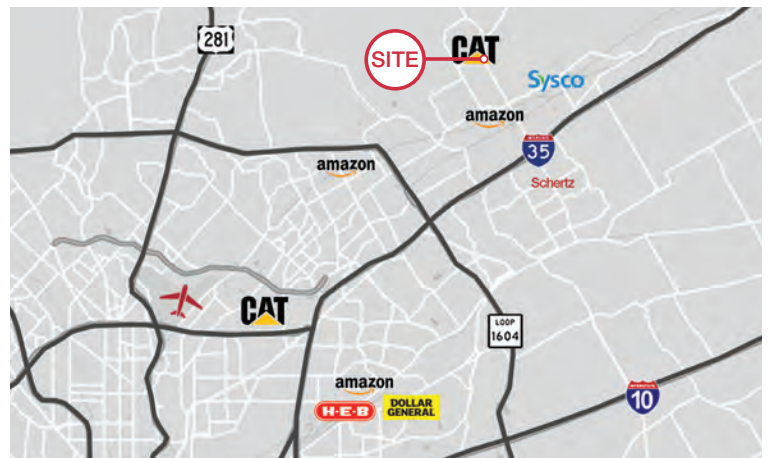 281
SITE
CAT
Sysco
amazon
INTERSTATE
35
amazon
Schertz
CAT
LOOP
1604
amazon
H-E-B
DOLLAR
GENERAL
INTERSTATE
10